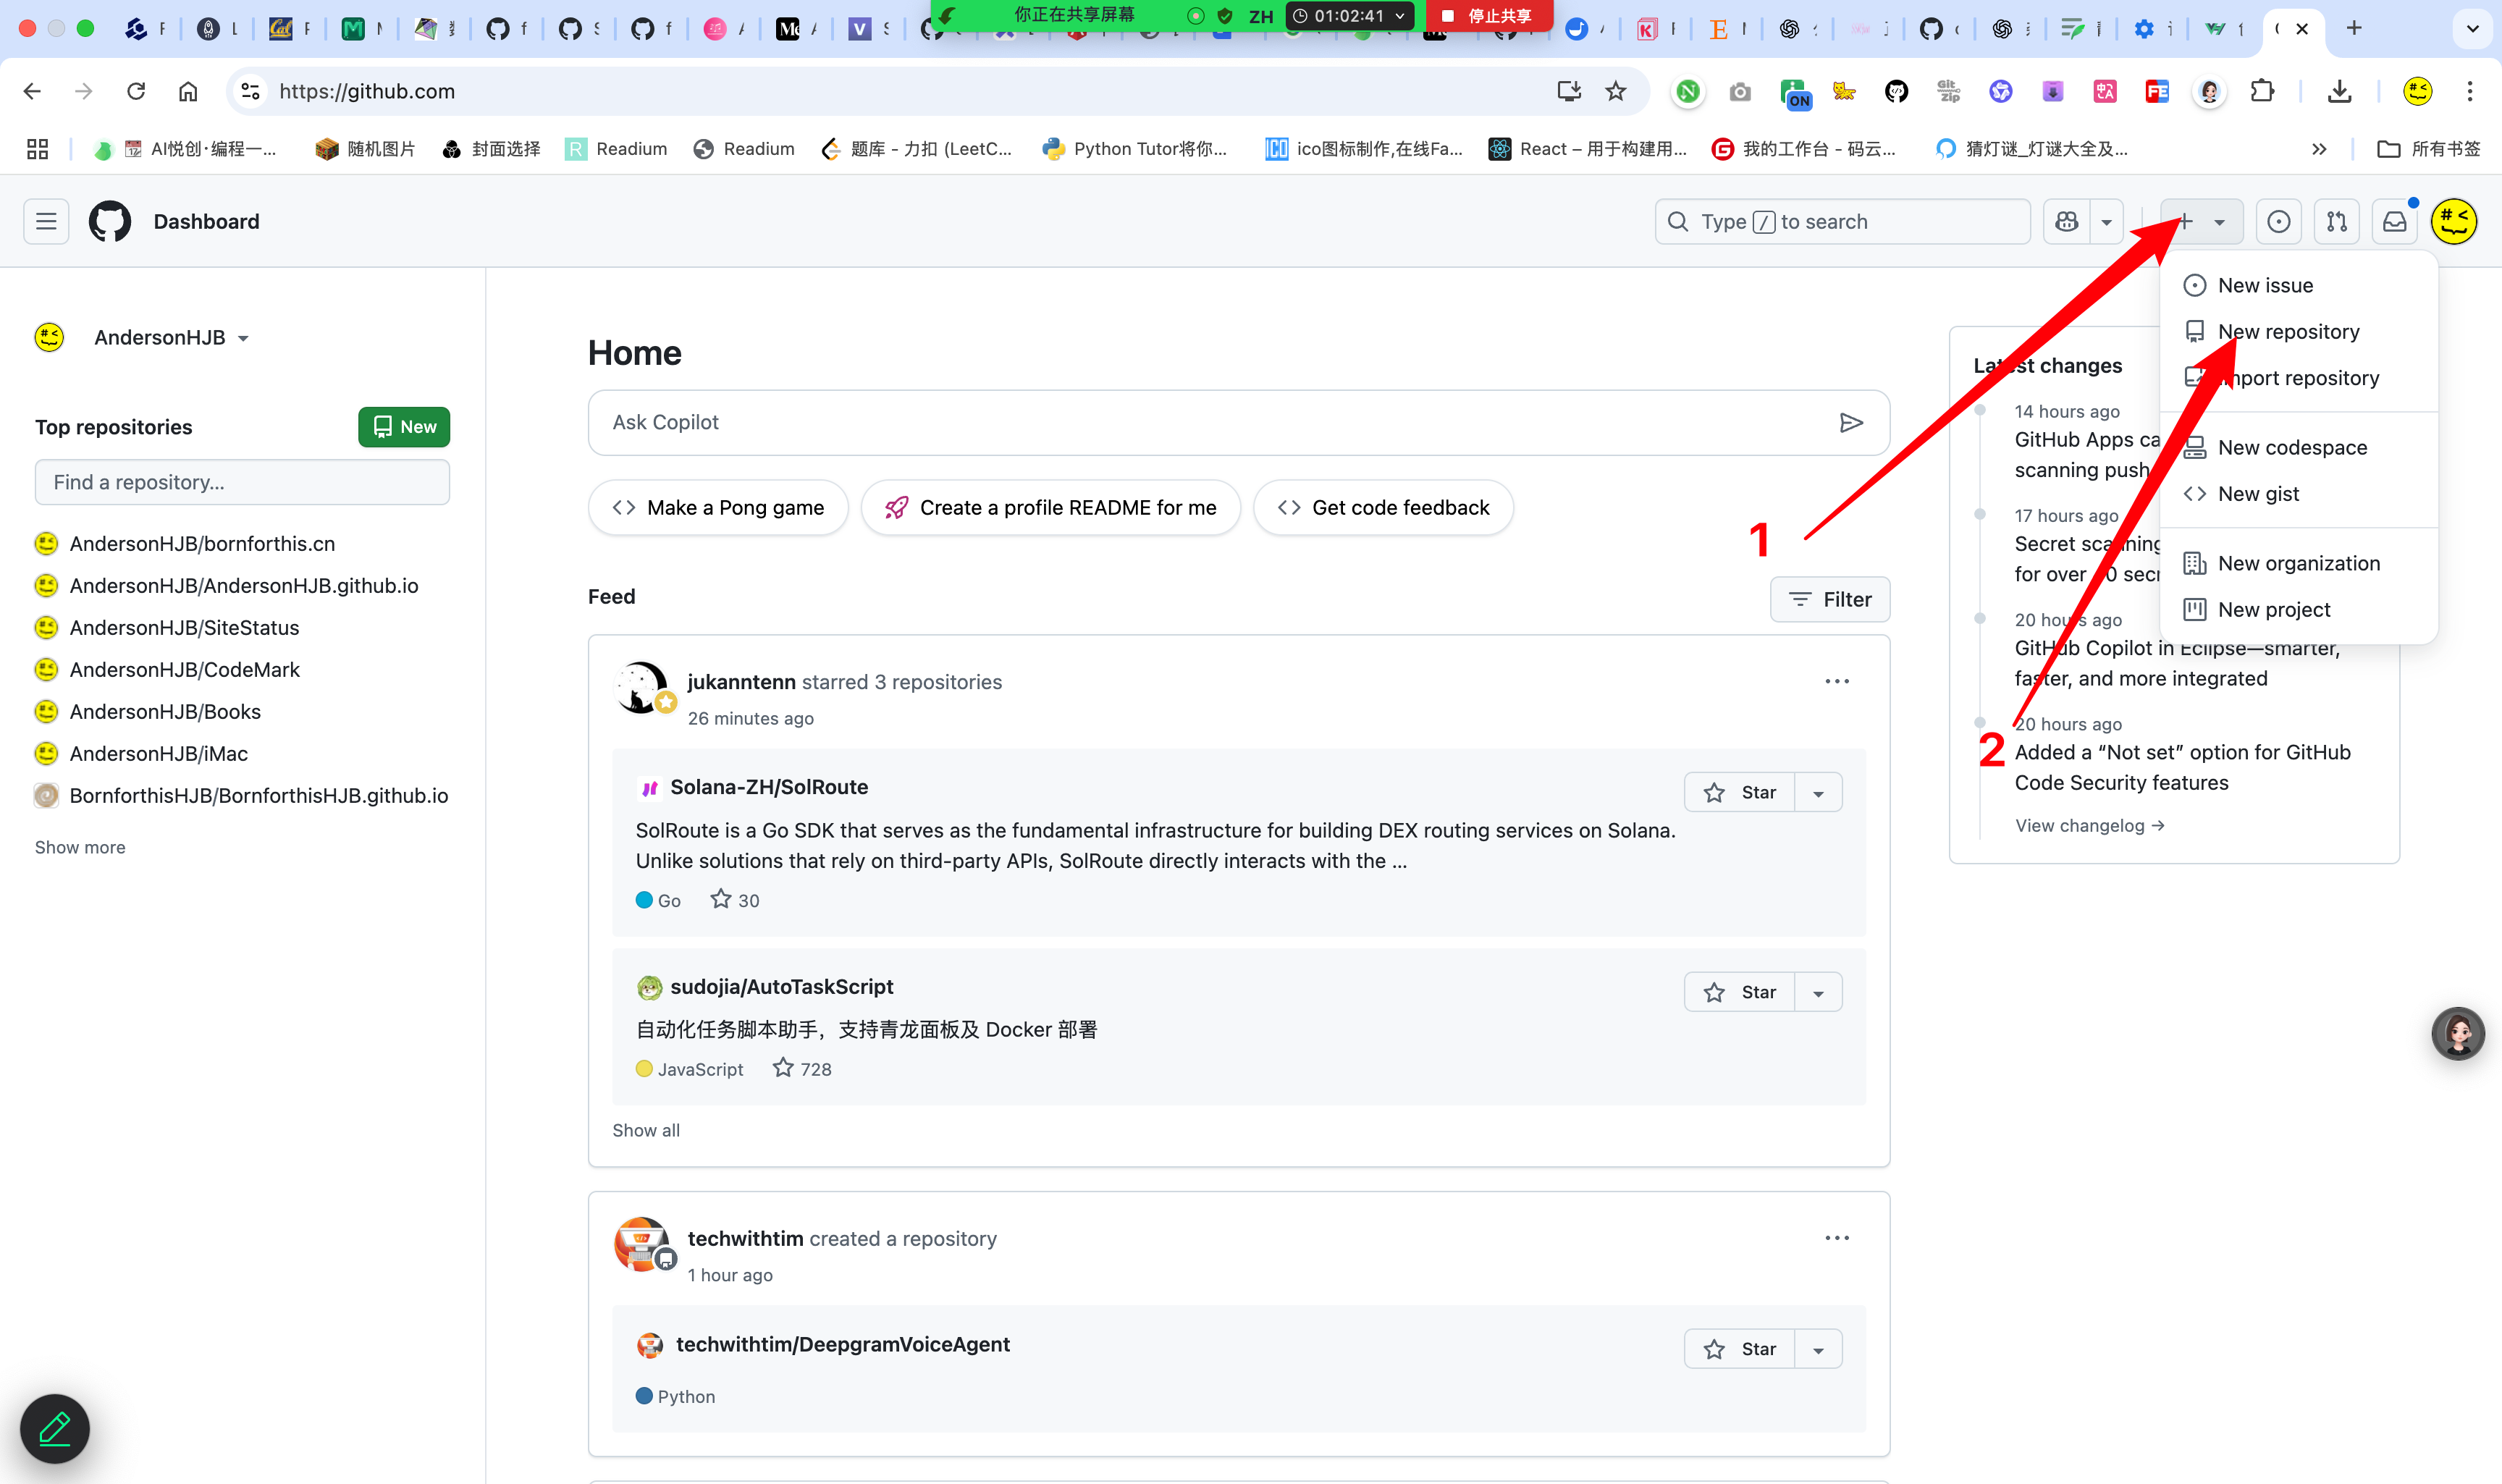 你正在共享屏幕
ZH
01:02:41
停止共享
https://github.com
ON
Git
Zip
AI悦创·编程一...
随机图片
封面选择
Readium
Readium
题库 - 力扣 (LeetC...
Python Tutor将你...
ico图标制作,在线Fa...
React – 用于构建用...
我的工作台 - 码云...
猜灯谜_灯谜大全及...
所有书签
Dashboard
Type / to search
New issue
New repository
Import repository
New codespace
New gist
New organization
New project
AndersonHJB
Top repositories
New
Find a repository...
AndersonHJB/bornforthis.cn
AndersonHJB/AndersonHJB.github.io
AndersonHJB/SiteStatus
AndersonHJB/CodeMark
AndersonHJB/Books
AndersonHJB/iMac
BornforthisHJB/BornforthisHJB.github.io
Show more
Home
Ask Copilot
Make a Pong game
Create a profile README for me
Get code feedback
1
Feed
Filter
jukanntenn starred 3 repositories
26 minutes ago
Solana-ZH/SolRoute
Star
SolRoute is a Go SDK that serves as the fundamental infrastructure for building DEX routing services on Solana.
Unlike solutions that rely on third-party APIs, SolRoute directly interacts with the ...
Go
30
sudojia/AutoTaskScript
Star
自动化任务脚本助手，支持青龙面板及 Docker 部署
JavaScript
728
Show all
techwithtim created a repository
1 hour ago
techwithtim/DeepgramVoiceAgent
Star
Python
Latest changes
14 hours ago
GitHub Apps ca
scanning push
17 hours ago
Secret scanning
for over
20 hours ago
GitHub Copilot in Eclipse—smarter,
faster, and more integrated
2
20 hours ago
Added a “Not set” option for GitHub
Code Security features
View changelog →